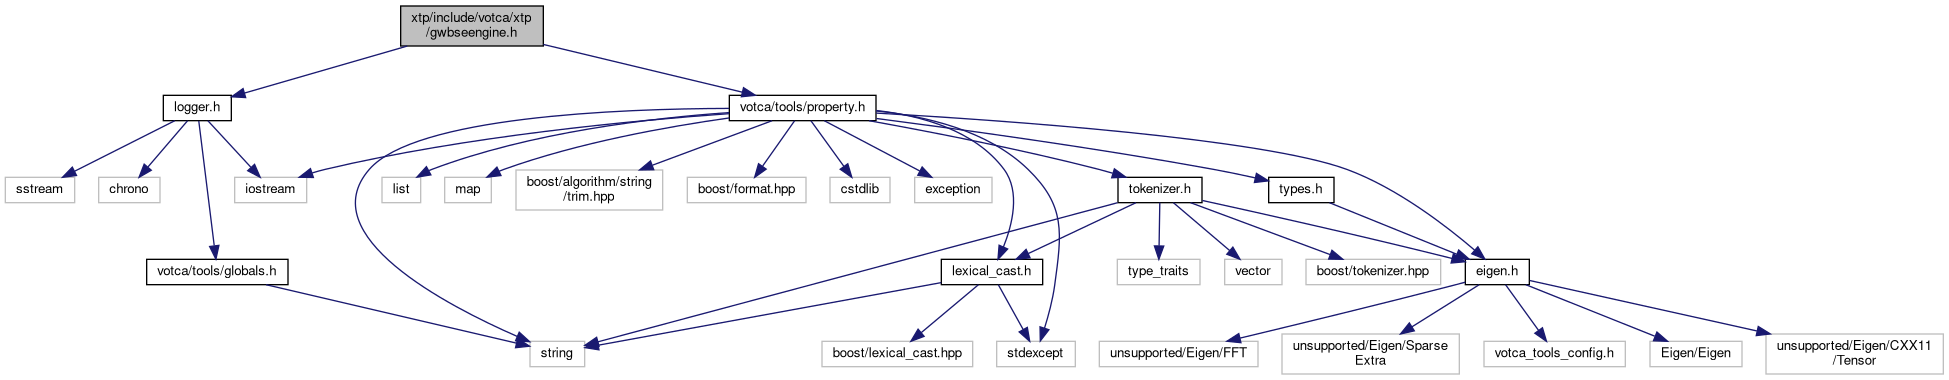 xtp/include/votca/xtp
/gwbseengine.h
logger.h
votca/tools/property.h
sstream
chrono
iostream
list
map
boost/algorithm/string
/trim.hpp
boost/format.hpp
cstdlib
exception
tokenizer.h
types.h
votca/tools/globals.h
lexical_cast.h
type_traits
vector
boost/tokenizer.hpp
eigen.h
string
boost/lexical_cast.hpp
stdexcept
unsupported/Eigen/FFT
unsupported/Eigen/Sparse
Extra
votca_tools_config.h
Eigen/Eigen
unsupported/Eigen/CXX11
/Tensor